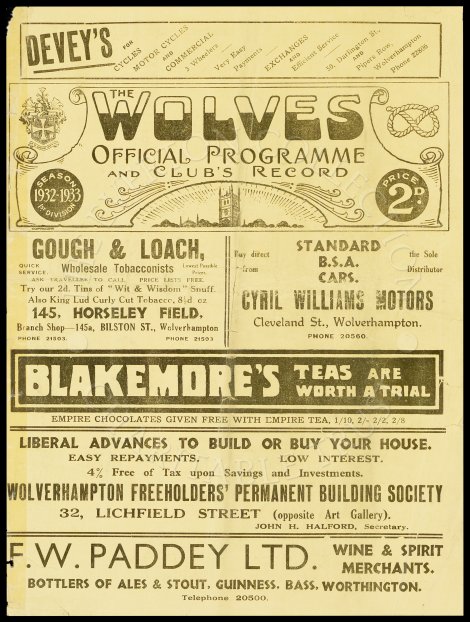 DEVEY'S FOR CYCLES MOTOR CYCLES AND COMMERCIAL 3 Wheelers Very Easy Payments EXCHANGES AND Efficient Service 59, Darlington St. AND Pipers Row, Wolverhampton Phone 22606
THE
WOLVES
OFFICIAL PROGRAMME
AND CLUB'S RECORD
SEASON
1932-1933
1st DIVISION
PRICE
2D.
GOUGH & LOACH,
QUICK SERVICE Wholesale Tobacconists Lowest Possible Prices
ASK TRAVELLER TO CALL. PRICE LISTS FREE.
Try our 2d. Tins of "Wit & Wisdom" Snuff.
Also King Lud Curly Cut Tobacco, 8½d oz
145, HORSELEY FIELD,
Branch Shop—145a, BILSTON ST., Wolverhampton
PHONE 21503. PHONE 21503
Buy direct from
STANDARD
B.S.A.
CARS.
the Sole Distributor
CYRIL WILLIAMS MOTORS
Cleveland St., Wolverhampton.
PHONE 20560.
BLAKEMORE'S TEAS ARE WORTH A TRIAL
EMPIRE CHOCOLATES GIVEN FREE WITH EMPIRE TEA, 1/10, 2/- 2/2, 2/8
LIBERAL ADVANCES TO BUILD OR BUY YOUR HOUSE.
EASY REPAYMENTS. LOW INTEREST.
4% Free of Tax upon Savings and Investments.
WOLVERHAMPTON FREEHOLDERS' PERMANENT BUILDING SOCIETY
32, LICHFIELD STREET (opposite Art Gallery).
JOHN H. HALFORD, Secretary.
F.W. PADDEY LTD. WINE & SPIRIT MERCHANTS.
BOTTLERS OF ALES & STOUT, GUINNESS, BASS, WORTHINGTON.
Telephone 20500.